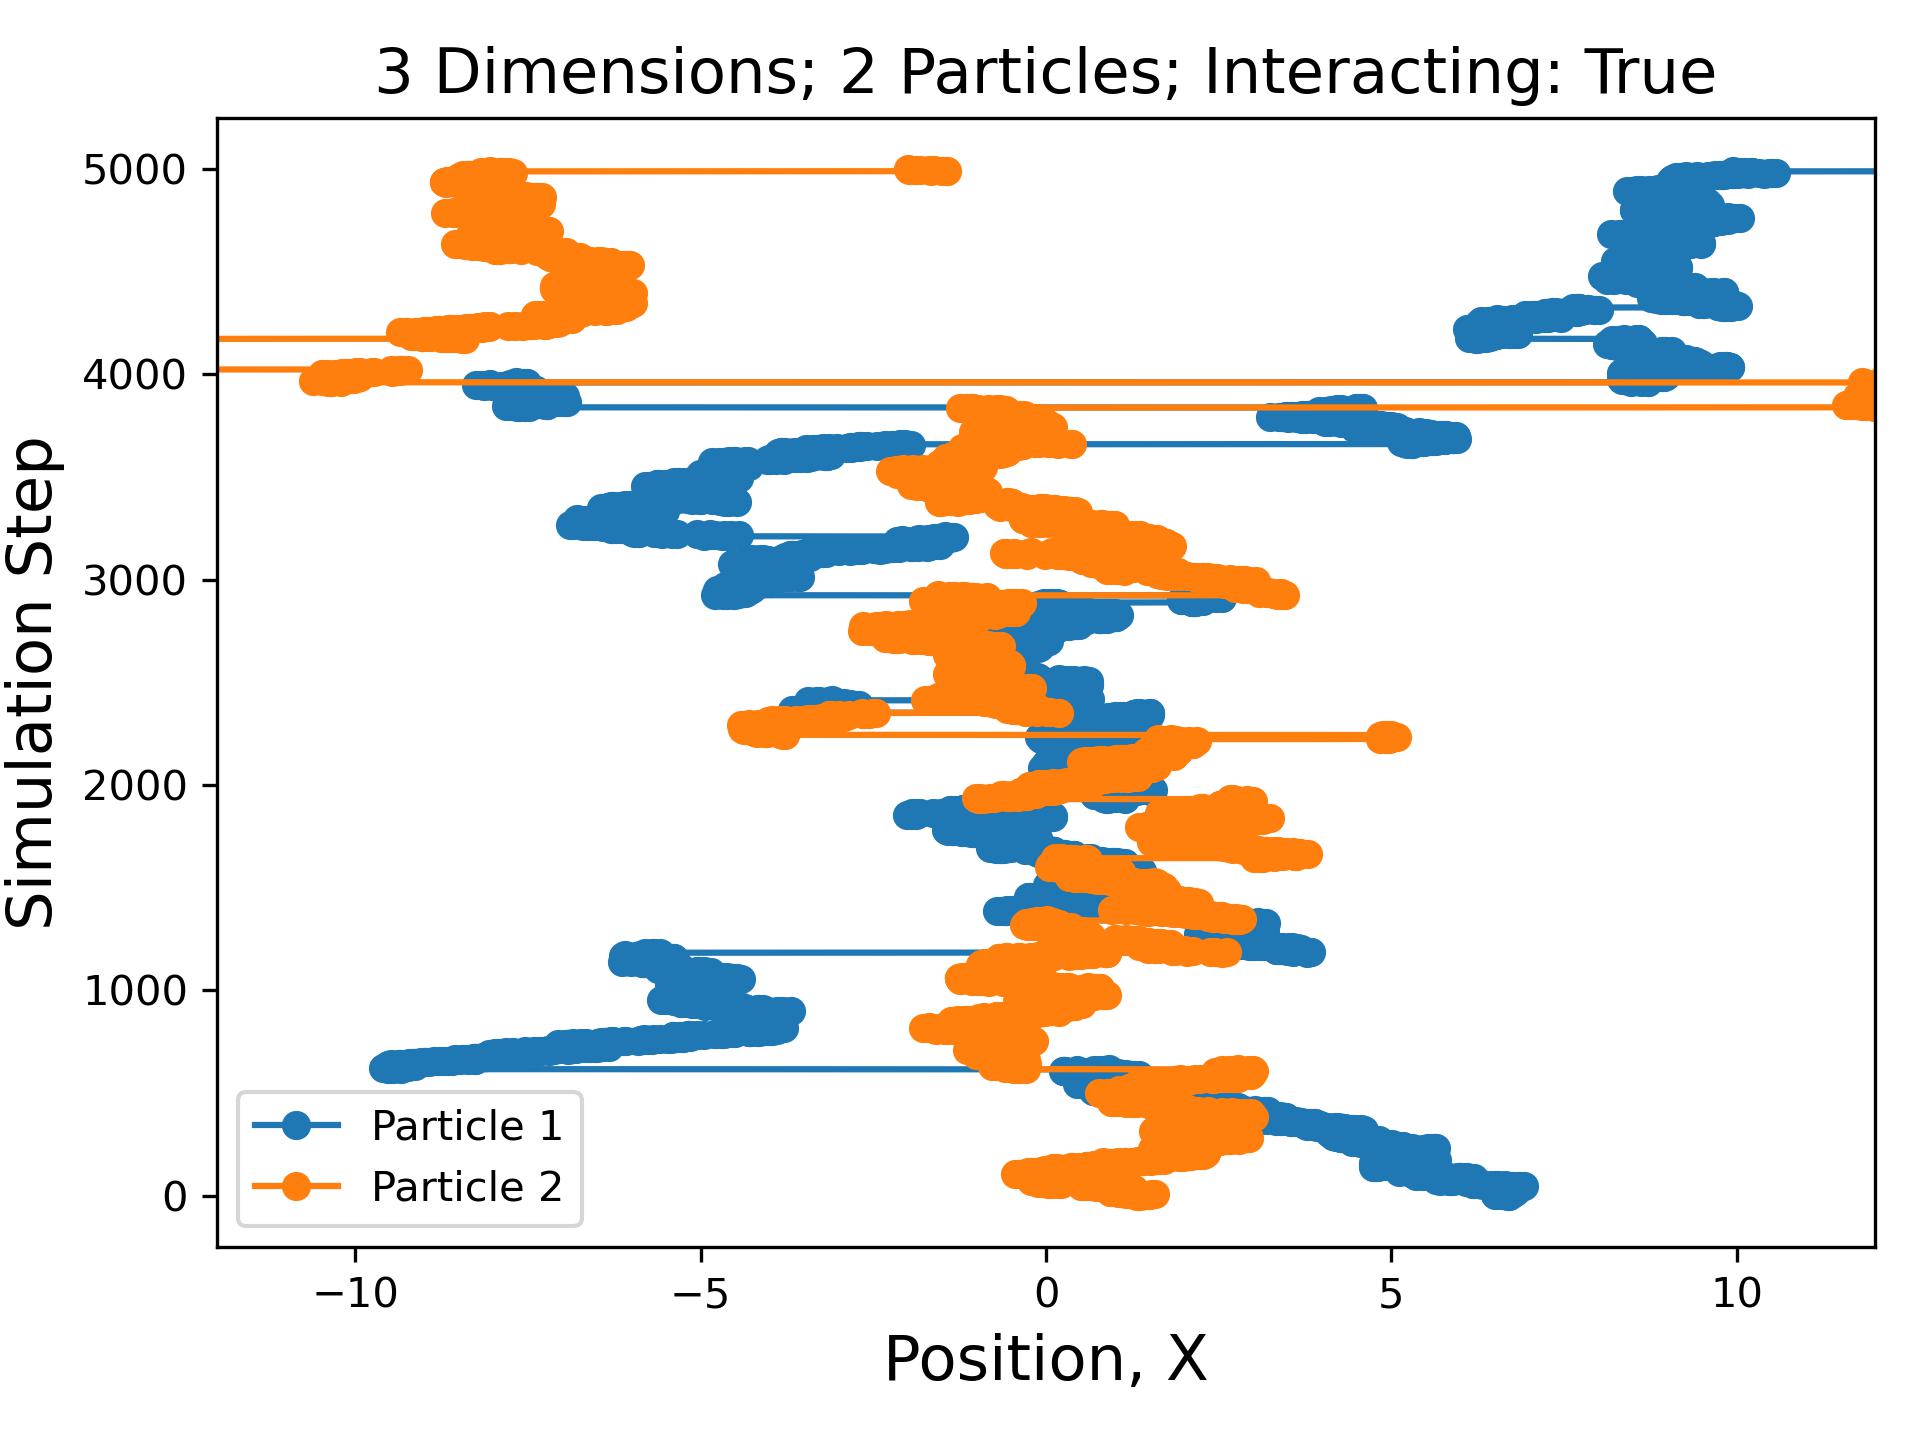 3 Dimensions; 2 Particles; Interacting: True
Simulation Step
5000
4000
3000
2000
1000
0
Particle 1
Particle 2
−10
−5
0
5
10
Position, X